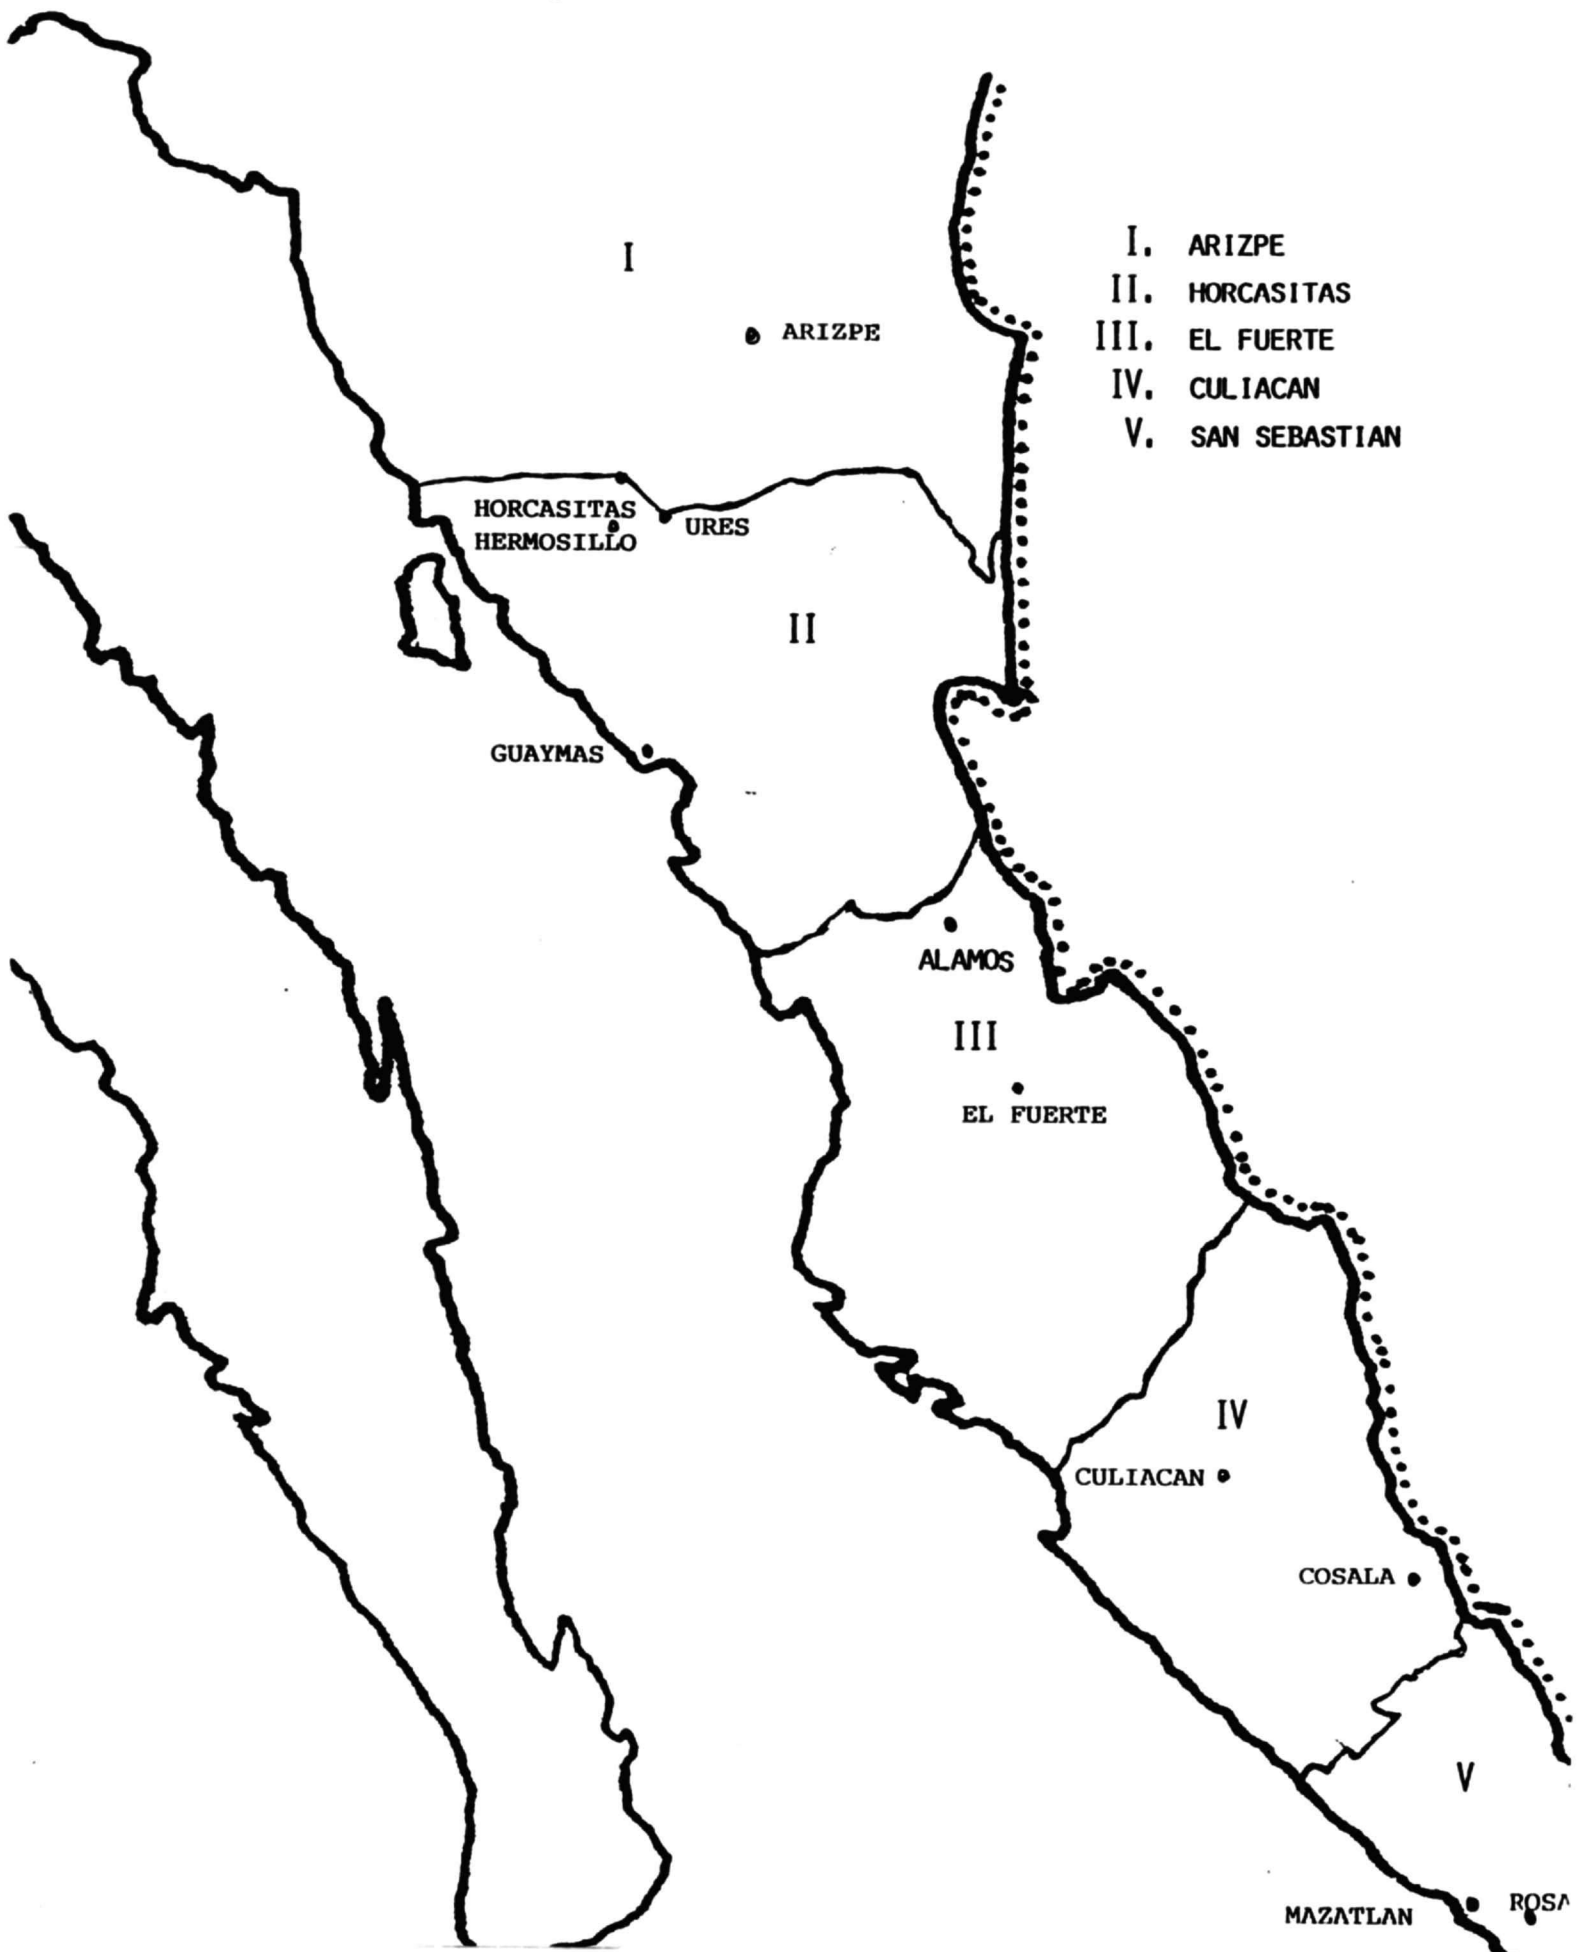 I
I. ARIZPE
II. HORCASITAS
III. EL FUERTE
IV. CULIACAN
V. SAN SEBASTIAN
ARIZPE
HORCASITAS
URES
HERMOSILLO
II
GUAYMAS
ALAMOS
III
EL FUERTE
IV
CULIACAN
COSALA
V
MAZATLAN
ROSA